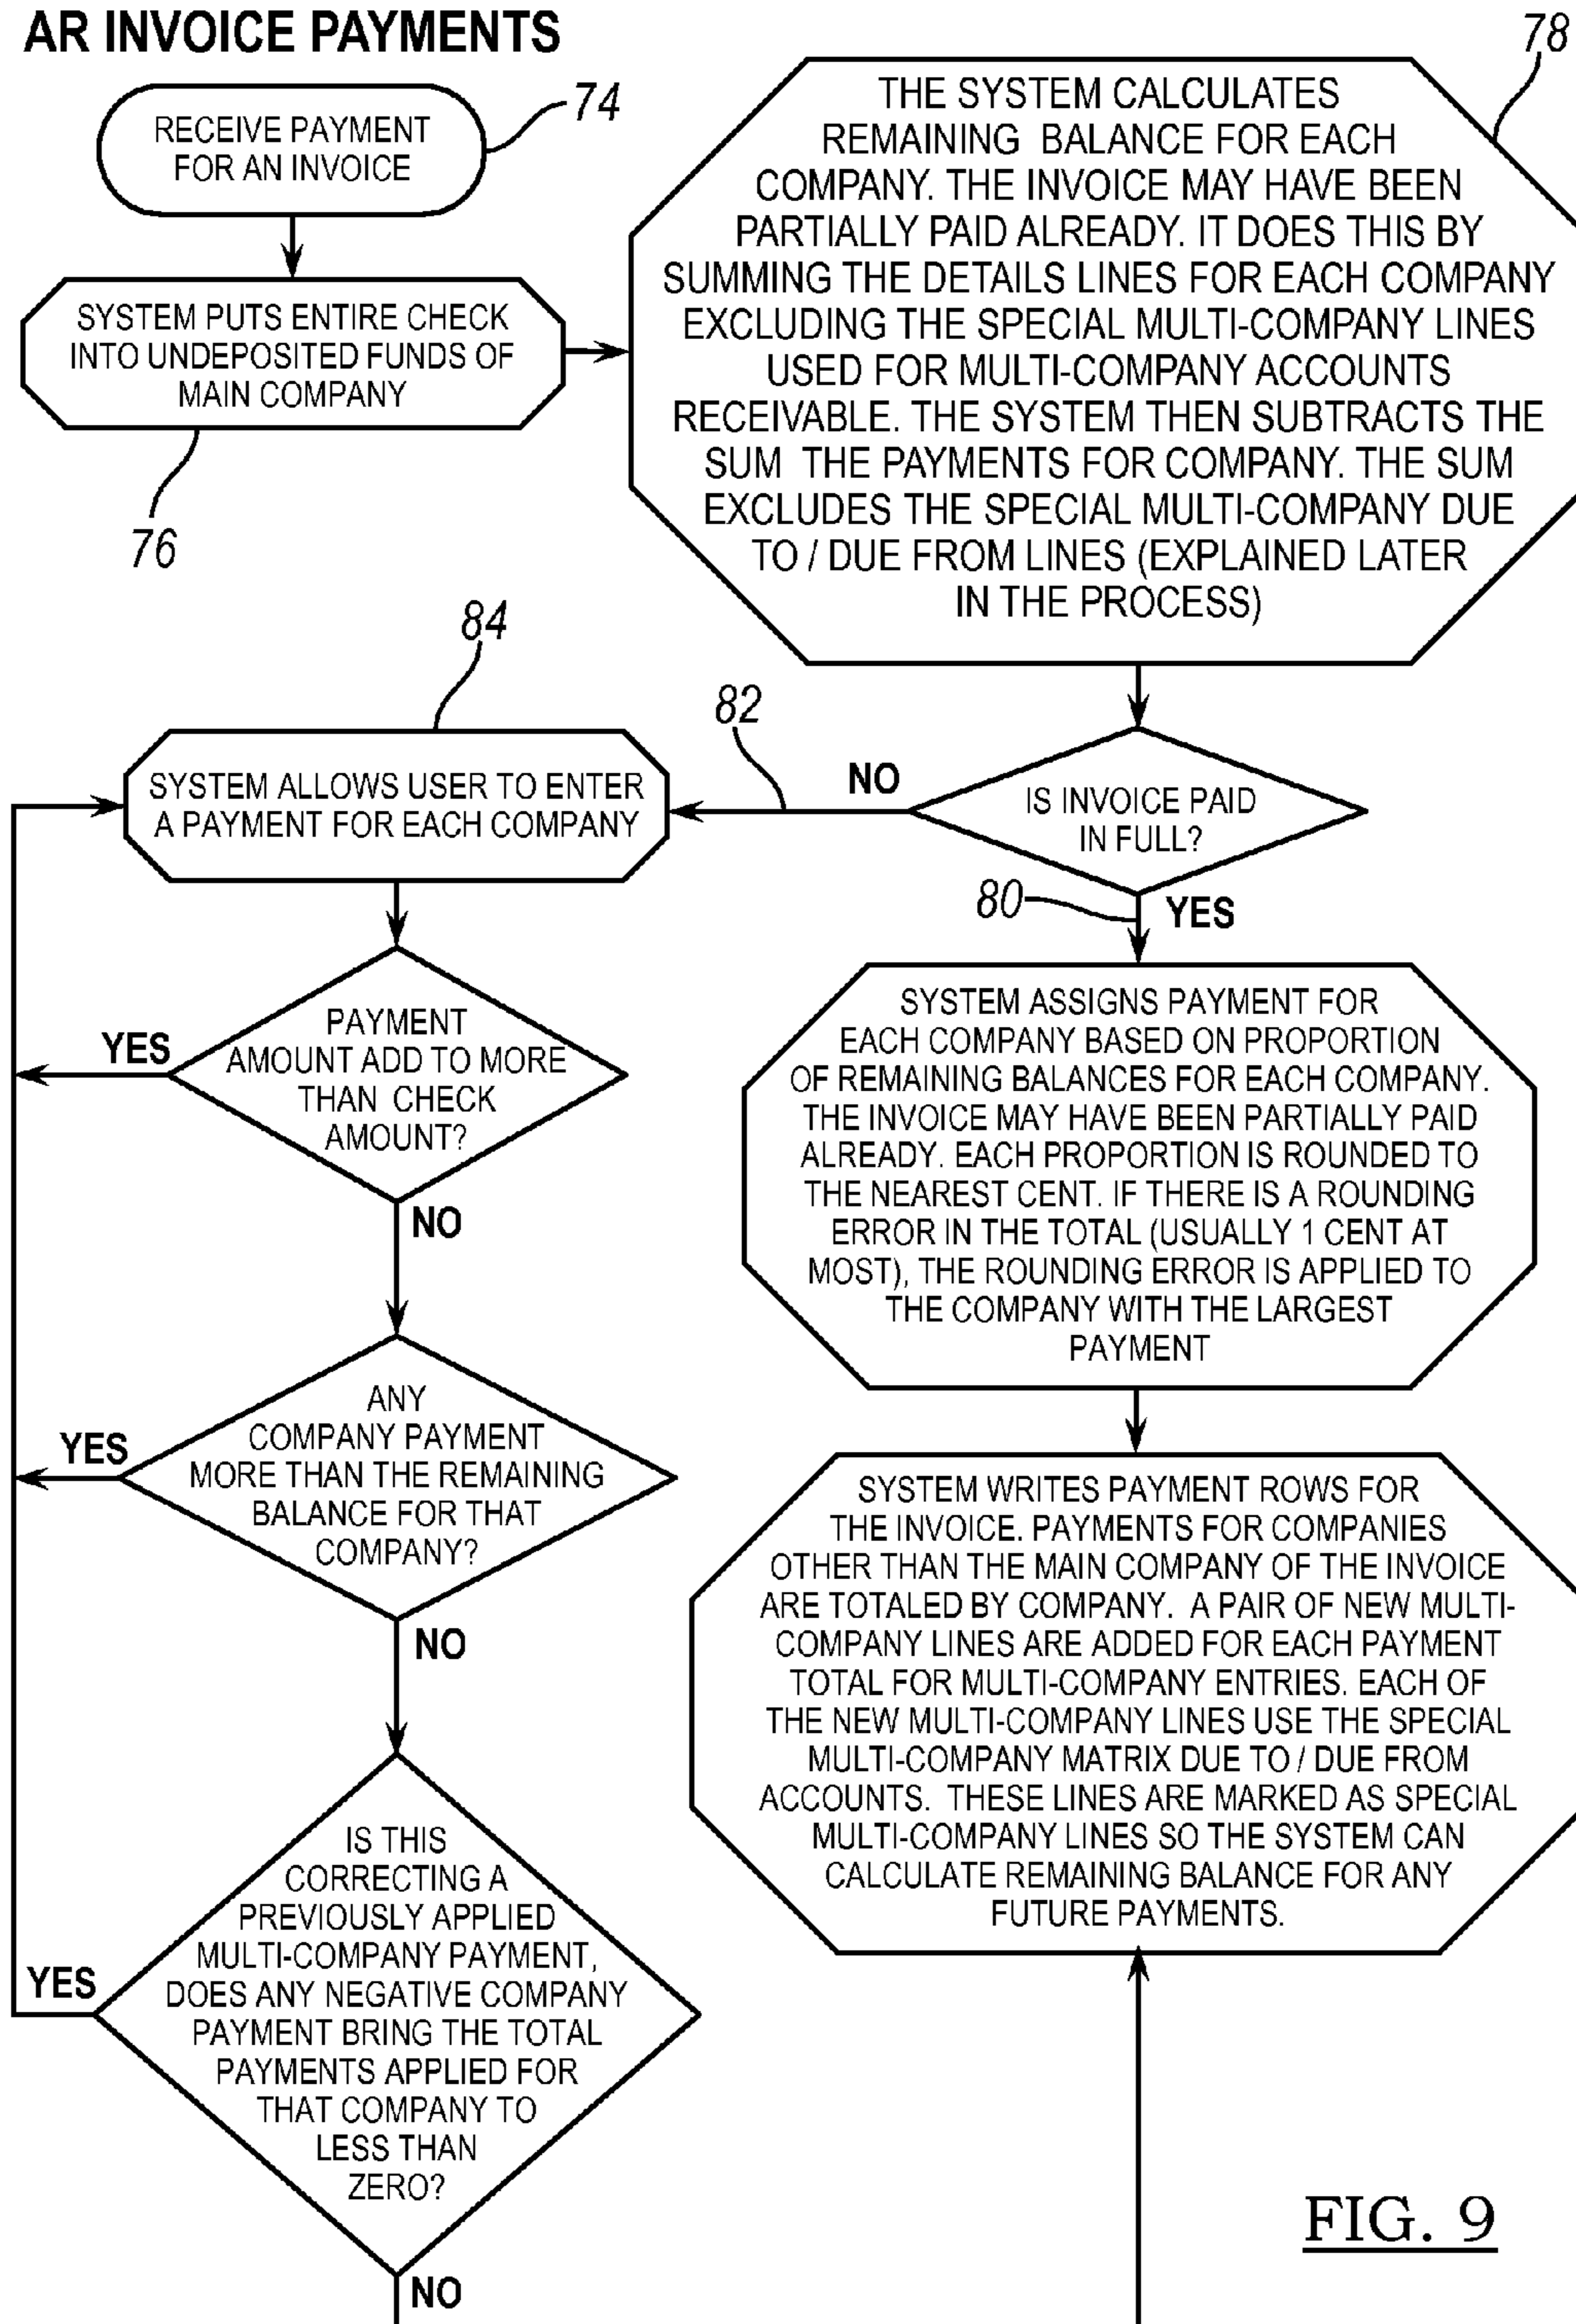 AR INVOICE PAYMENTS
RECEIVE PAYMENT
FOR AN INVOICE
74
SYSTEM PUTS ENTIRE CHECK
INTO UNDEPOSITED FUNDS OF
MAIN COMPANY
76
78
THE SYSTEM CALCULATES
REMAINING BALANCE FOR EACH
COMPANY. THE INVOICE MAY HAVE BEEN
PARTIALLY PAID ALREADY. IT DOES THIS BY
SUMMING THE DETAILS LINES FOR EACH COMPANY
EXCLUDING THE SPECIAL MULTI-COMPANY LINES
USED FOR MULTI-COMPANY ACCOUNTS
RECEIVABLE. THE SYSTEM THEN SUBTRACTS THE
SUM THE PAYMENTS FOR COMPANY. THE SUM
EXCLUDES THE SPECIAL MULTI-COMPANY DUE
TO / DUE FROM LINES (EXPLAINED LATER
IN THE PROCESS)
IS INVOICE PAID
IN FULL?
NO
82
84
SYSTEM ALLOWS USER TO ENTER
A PAYMENT FOR EACH COMPANY
80
YES
PAYMENT
AMOUNT ADD TO MORE
THAN CHECK
AMOUNT?
YES
NO
ANY
COMPANY PAYMENT
MORE THAN THE REMAINING
BALANCE FOR THAT
COMPANY?
YES
NO
IS THIS
CORRECTING A
PREVIOUSLY APPLIED
MULTI-COMPANY PAYMENT,
DOES ANY NEGATIVE COMPANY
PAYMENT BRING THE TOTAL
PAYMENTS APPLIED FOR
THAT COMPANY TO
LESS THAN
ZERO?
YES
NO
SYSTEM ASSIGNS PAYMENT FOR
EACH COMPANY BASED ON PROPORTION
OF REMAINING BALANCES FOR EACH COMPANY.
THE INVOICE MAY HAVE BEEN PARTIALLY PAID
ALREADY. EACH PROPORTION IS ROUNDED TO
THE NEAREST CENT. IF THERE IS A ROUNDING
ERROR IN THE TOTAL (USUALLY 1 CENT AT
MOST), THE ROUNDING ERROR IS APPLIED TO
THE COMPANY WITH THE LARGEST
PAYMENT
SYSTEM WRITES PAYMENT ROWS FOR
THE INVOICE. PAYMENTS FOR COMPANIES
OTHER THAN THE MAIN COMPANY OF THE INVOICE
ARE TOTALED BY COMPANY. A PAIR OF NEW MULTI-
COMPANY LINES ARE ADDED FOR EACH PAYMENT
TOTAL FOR MULTI-COMPANY ENTRIES. EACH OF
THE NEW MULTI-COMPANY LINES USE THE SPECIAL
MULTI-COMPANY MATRIX DUE TO / DUE FROM
ACCOUNTS. THESE LINES ARE MARKED AS SPECIAL
MULTI-COMPANY LINES SO THE SYSTEM CAN
CALCULATE REMAINING BALANCE FOR ANY
FUTURE PAYMENTS.
FIG. 9